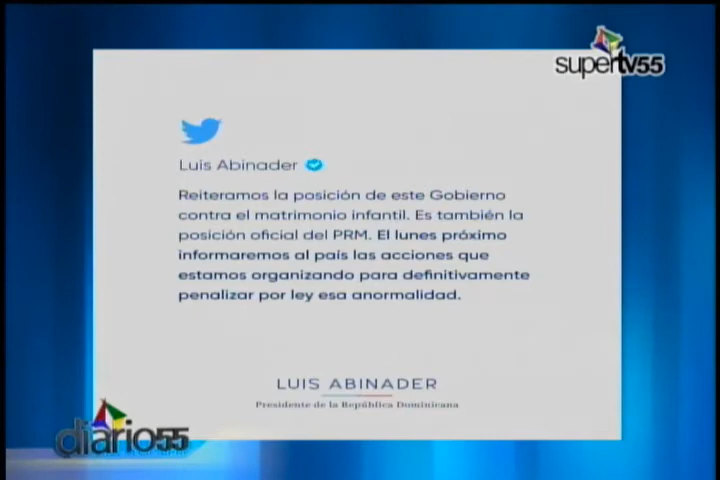 supertv55
Luis Abinader
Reiteramos la posición de este Gobierno
contra el matrimonio infantil. Es también la
posición oficial del PRM. El lunes próximo
informaremos al país las acciones que
estamos organizando para definitivamente
penalizar por ley esa anormalidad.
LUIS ABINADER
Presidente de la República Dominicana
diario55